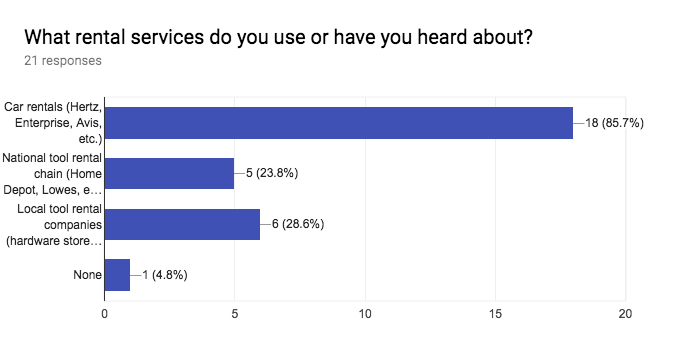 What rental services do you use or have you heard about?
21 responses
Car rentals (Hertz,
Enterprise, Avis,
etc.)
18 (85.7%)
National tool rental
chain (Home
Depot, Lowes, e…
5 (23.8%)
Local tool rental
companies
(hardware store…
6 (28.6%)
None
1 (4.8%)
0
5
10
15
20